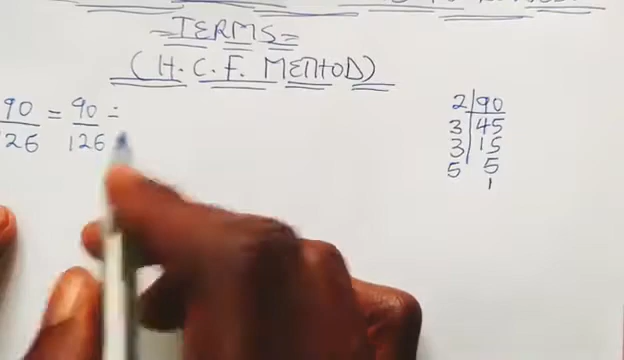 =TERMS=
(H.C.F. METHOD)
90/126 = 90/126 =
2|90
3|45
3|15
5 5
1